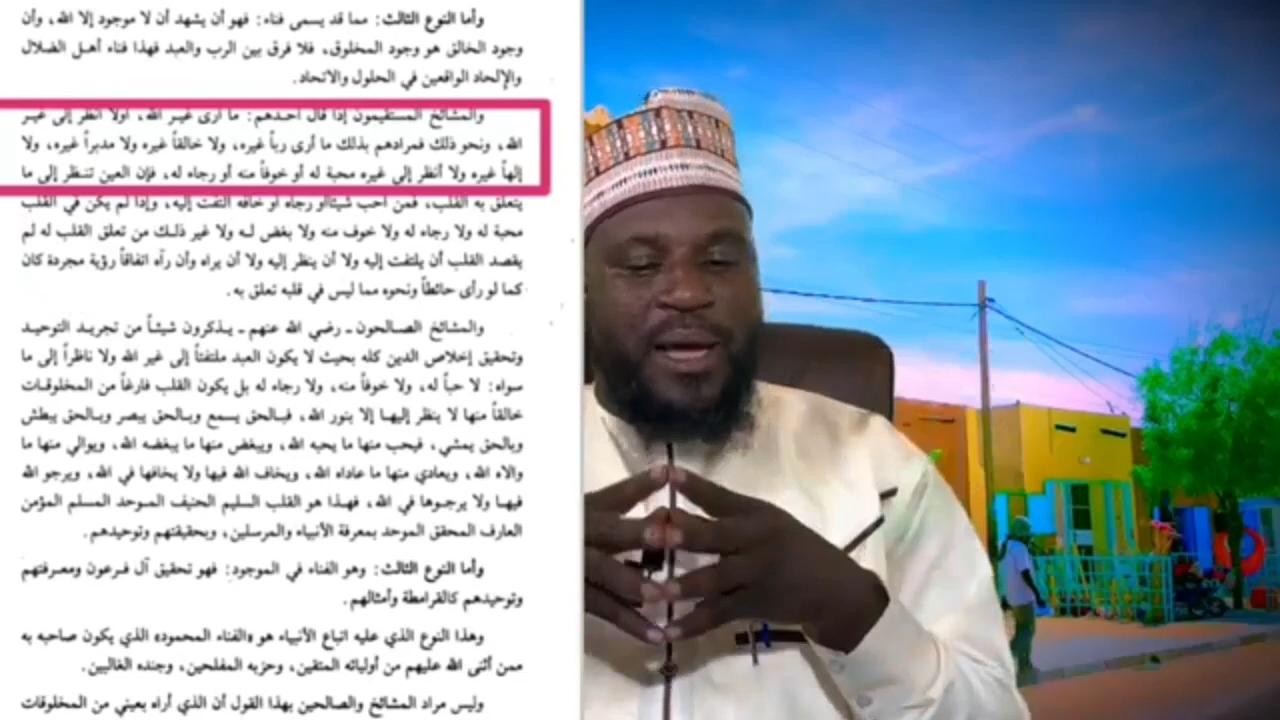 وأما النوع الثالث: مما قد يسمى فناء: فهو أن يشهد أن لا موجود إلا الله، وأن
وجود الخالق هو وجود المخلوق، فلا فرق بين الرب والعبد فهذا فناء أهل الضلال
والإلحاد الواقعين في الحلول والاتحاد.
والمشائخ المستقيمون إذا قال أحدهم: ما أرى غير الله، أولا أنظر إلى غير
الله، ونحو ذلك فمرادهم بذلك ما أرى رباً غيره، ولا خالقاً غيره ولا مدبراً غيره، ولا
إلهاً غيره ولا أنظر إلى غيره محبة له أو خوفاً منه أو رجاء له، فإن العين تنظر إلى ما
يتعلق به القلب، فمن أحب شيئاًأو رجاه أو خافه التفت إليه، وإذا لم يكن في القلب
محبة له ولا رجاء له ولا خوف منه ولا بغض له ولا غير ذلك من تعلق القلب له لم
يقصد القلب أن يلتفت إليه ولا أن ينظر إليه ولا أن يراه وأن رآه اتفاقاً رؤية مجردة كان
كما لو رأى حائطاً ونحوه مما ليس في قلبه تعلق به.
والمشائخ الصالحون ـ رضي الله عنهم ـ يذكرون شيئاً من تجريد التوحيد
وتحقيق إخلاص الدين كله بحيث لا يكون العبد ملتفتاً إلى غير الله ولا ناظراً إلى ما
سواه: لا حباً له، ولا خوفاً منه، ولا رجاء له بل يكون القلب فارغاً من المخلوقات
خالقاً منها لا ينظر إليها إلا بنور الله، فبالحق يسمع وبالحق يبصر وبالحق يبطش
وبالحق يمشي، فيحب منها ما يحبه الله، ويبغض منها ما يبغضه الله، ويوالي منها ما
والاه الله، ويعادي منها ما عاداه الله، ويخاف الله فيها ولا يخافها في الله، ويرجو الله
فيها ولا يرجوها في الله، فهذا هو القلب السليم الحنيف الموحد المسلم المؤمن
العارف المحقق الموحد بمعرفة الأنبياء والمرسلين، وبحقيقتهم وتوحيدهم.
وأما النوع الثالث: وهو الفناء في الموجود: فهو تحقيق آل فرعون ومعرفتهم
وتوحيدهم كالقرامطة وأمثالهم.
وهذا النوع الذي عليه اتباع الأنبياء هو «الفناء المحمود» الذي يكون صاحبه به
ممن أثنى الله عليهم من أوليائه المتقين، وحزبه المفلحين، وجنده الغالبين.
وليس مراد المشائخ والصالحين بهذا القول أن الذي أراه بعيني من المخلوقات